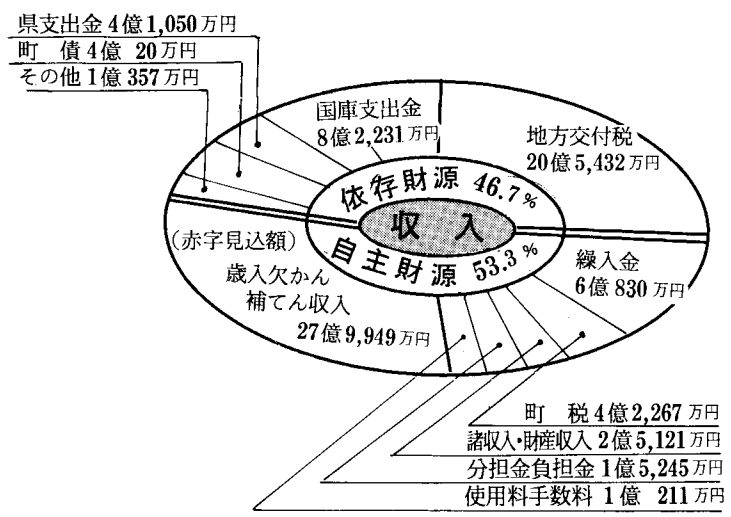 県支出金 4億1,050万円
町 債 4億 20万円
その他 1億 357万円
国庫支出金
8億2,231万円
地方交付税
20億5,432万円
依存財源 46.7%
収 入
自主財源 53.3%
(赤字見込額)
歳入欠かん
補てん収入
27億9,949万円
繰入金
6億 830万円
町 税 4億2,267万円
諸収入・財産収入 2億5,121万円
分担金負担金 1億5,245万円
使用料手数料 1億 211万円